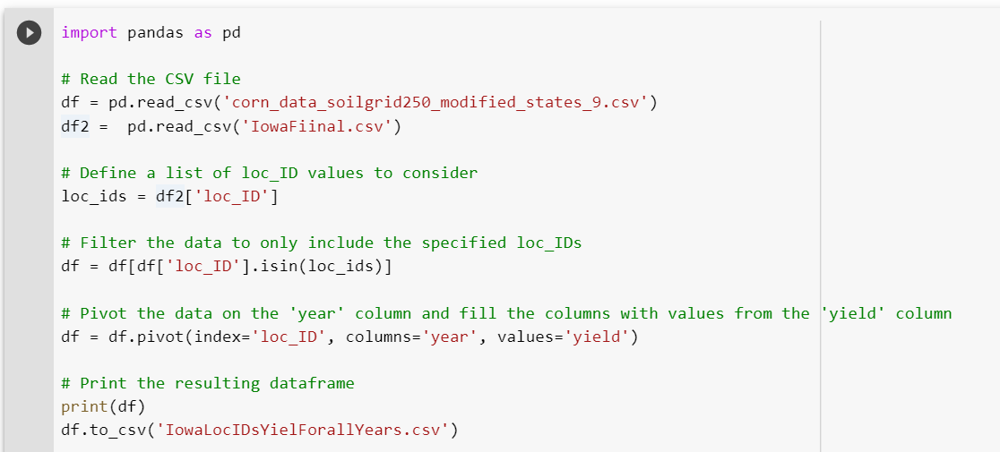 import pandas as pd
# Read the CSV file
df = pd.read_csv('corn_data_soilgrid250_modified_states_9.csv')
df2 =  pd.read_csv('IowaFiinal.csv')
# Define a list of loc_ID values to consider
loc_ids = df2['loc_ID']
# Filter the data to only include the specified loc_IDs
df = df[df['loc_ID'].isin(loc_ids)]
# Pivot the data on the 'year' column and fill the columns with values from the 'yield' column
df = df.pivot(index='loc_ID', columns='year', values='yield')
# Print the resulting dataframe
print(df)
df.to_csv('IowaLocIDsYielForallYears.csv')